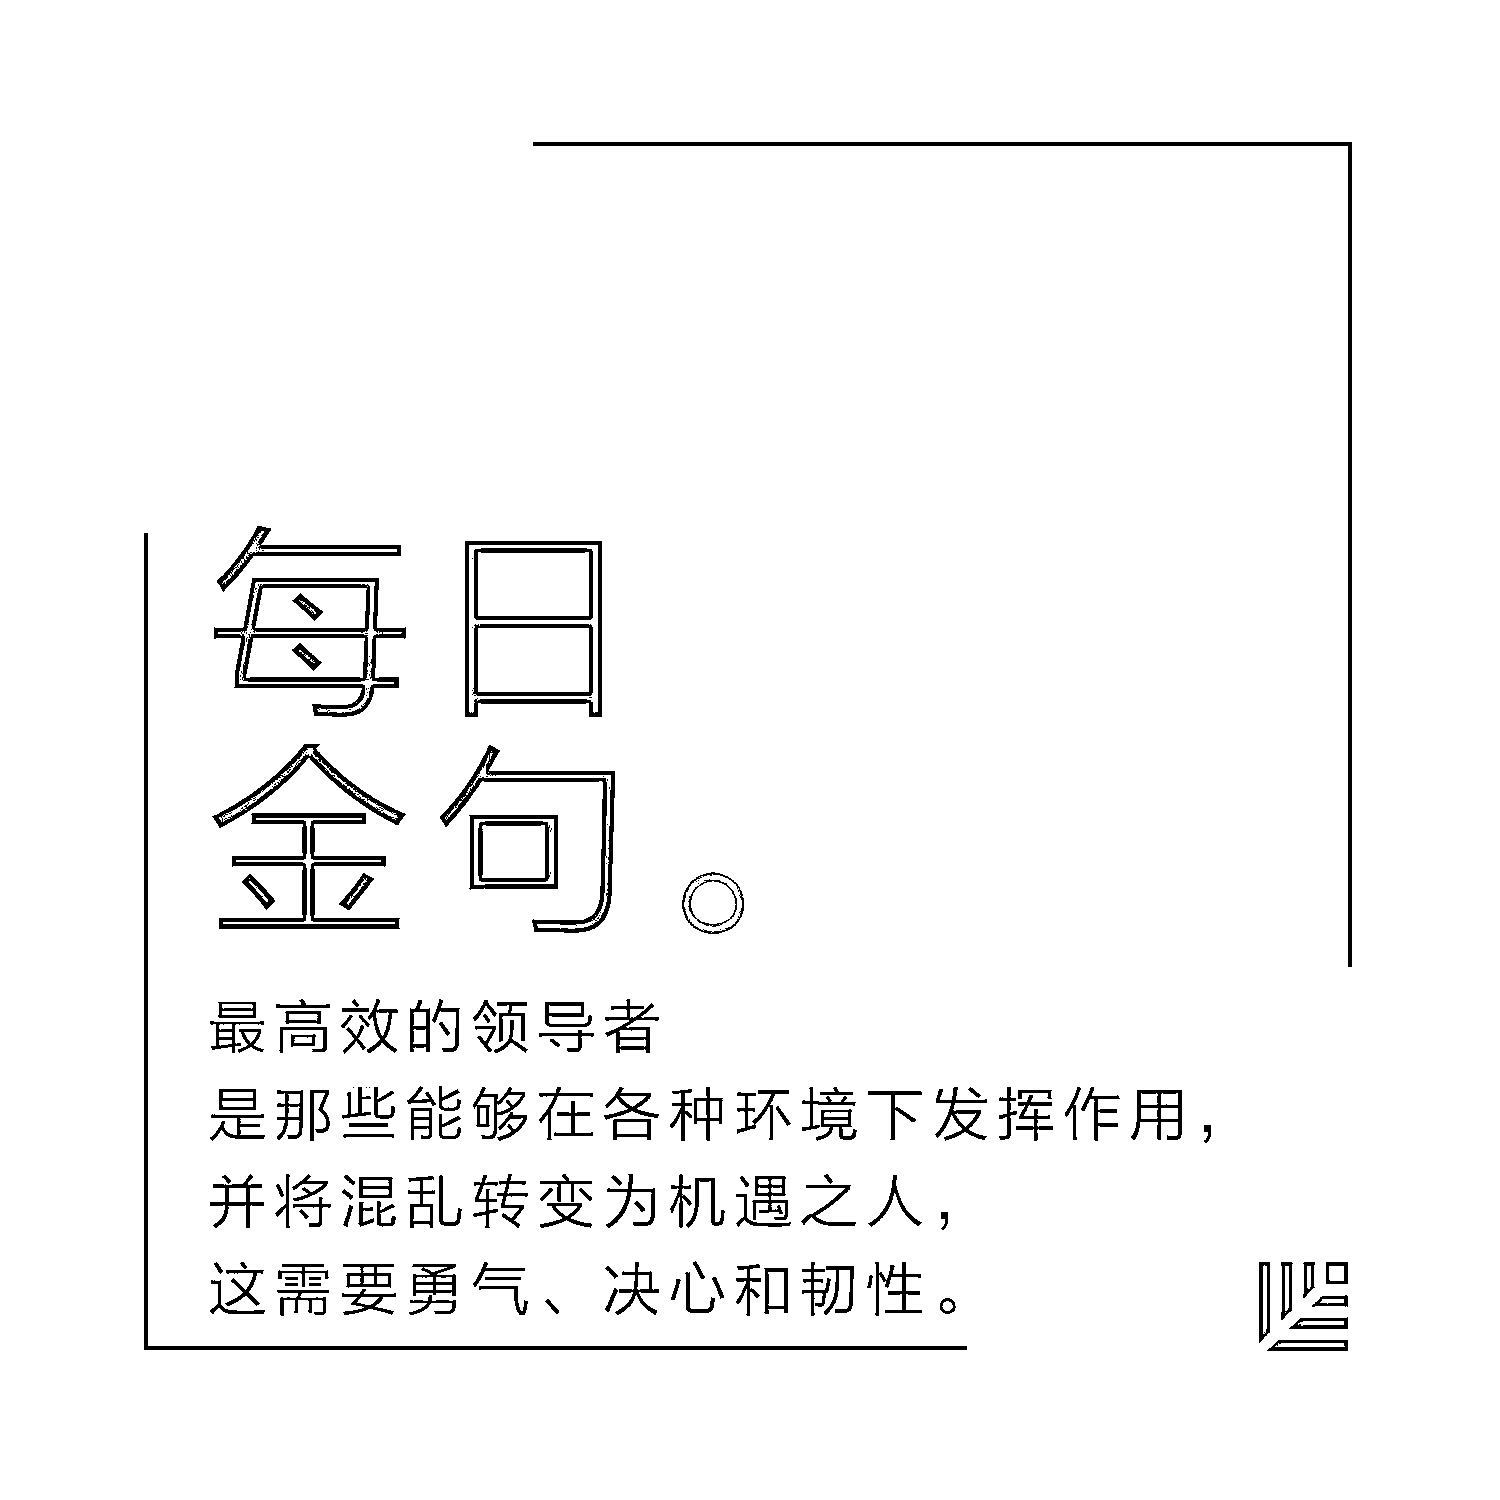 每日
金句。
最高效的领导者
是那些能够在各种环境下发挥作用，
并将混乱转变为机遇之人，
这需要勇气、决心和韧性。